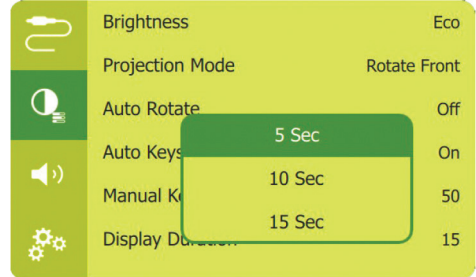 Brightness Eco
Projection Mode Rotate Front
Auto Rotate Off
Auto Keys On
Manual 50
Display 15
5 Sec
10 Sec
15 Sec